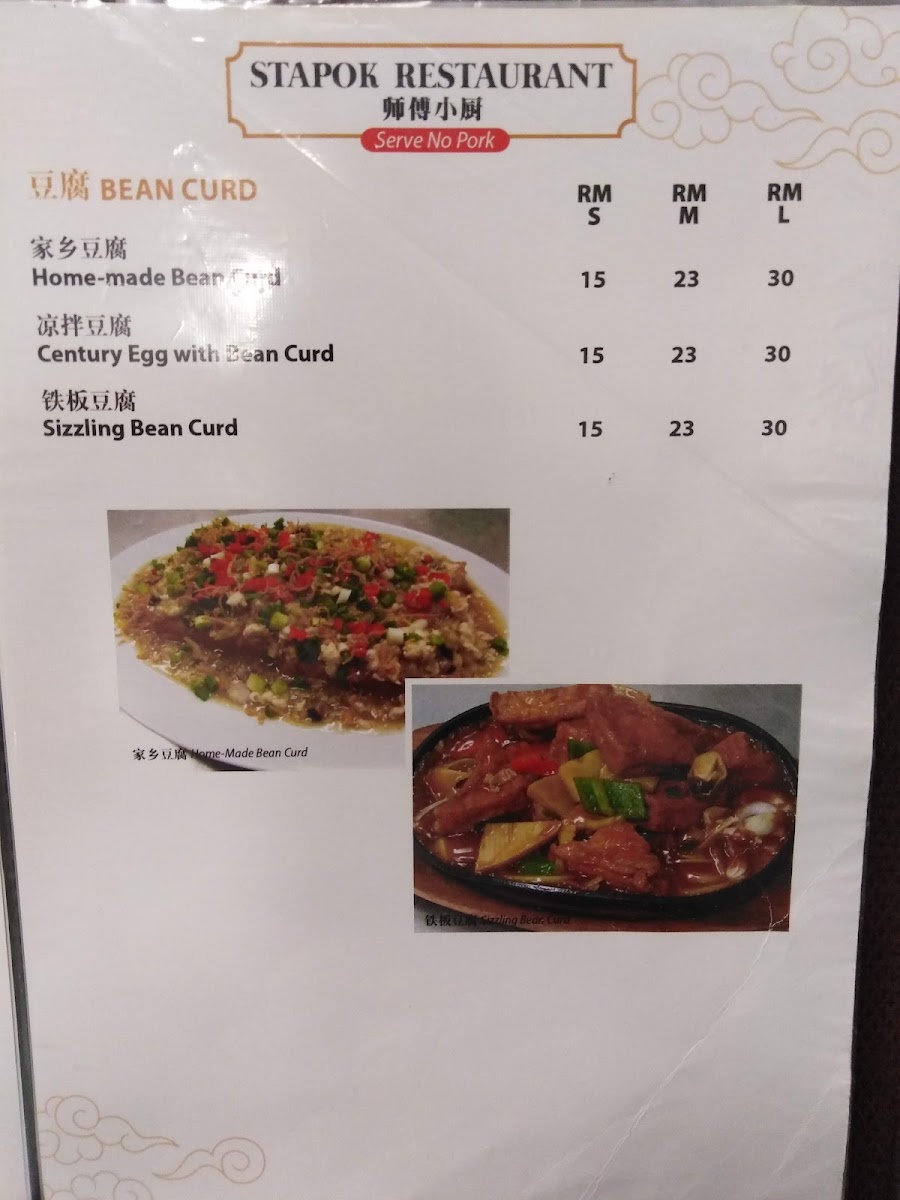 STAPOK RESTAURANT
师傅小厨
Serve No Pork
豆腐 BEAN CURD
RM RM RM
S M L
家乡豆腐
Home-made Bean Curd 15 23 30
凉拌豆腐
Century Egg with Bean Curd 15 23 30
铁板豆腐
Sizzling Bean Curd 15 23 30
家乡豆腐 Home-Made Bean Curd
铁板豆腐 Sizzling Bean Curd